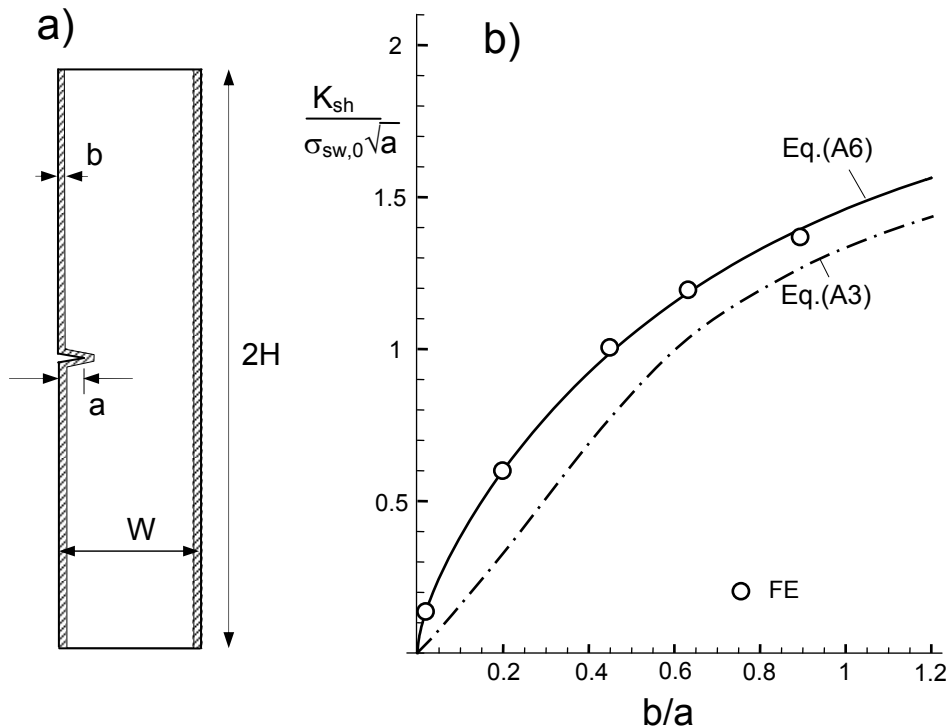 a)
b
2H
a
W
b)
K_sh
σ_sw,0√a
2
1.5
1
0.5
Eq.(A6)
Eq.(A3)
FE
0.2
0.4
0.6
0.8
1
1.2
b/a